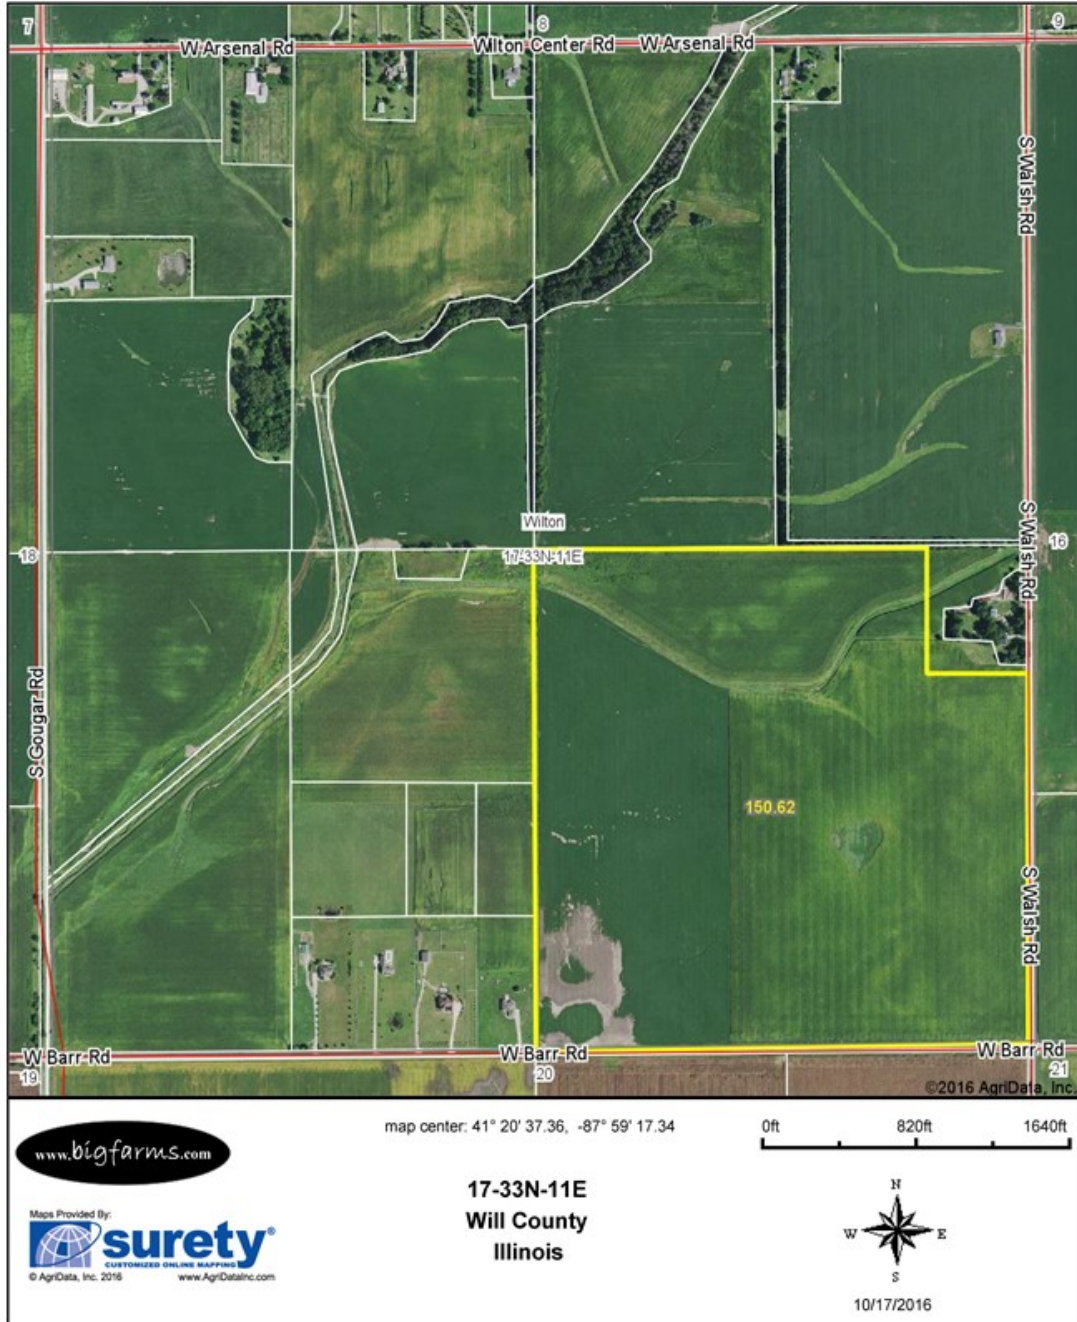 7
8
9
W Arsenal Rd
Wilton Center Rd
W Arsenal Rd
S Walsh Rd
Wilton
S Walsh Rd
18
17-33N-11E
16
S Gougar Rd
150.62
S Walsh Rd
W Barr Rd
W Barr Rd
W Barr Rd
19
20
21
©2016 AgriData, Inc.
map center: 41° 20' 37.36, -87° 59' 17.34
0ft 820ft 1640ft
www.bigfarms.com
17-33N-11E
Will County
Illinois
N
W E
S
Maps Provided By:
surety®
CUSTOMIZED ONLINE MAPPING
© AgriData, Inc. 2016 www.AgriDataInc.com
10/17/2016